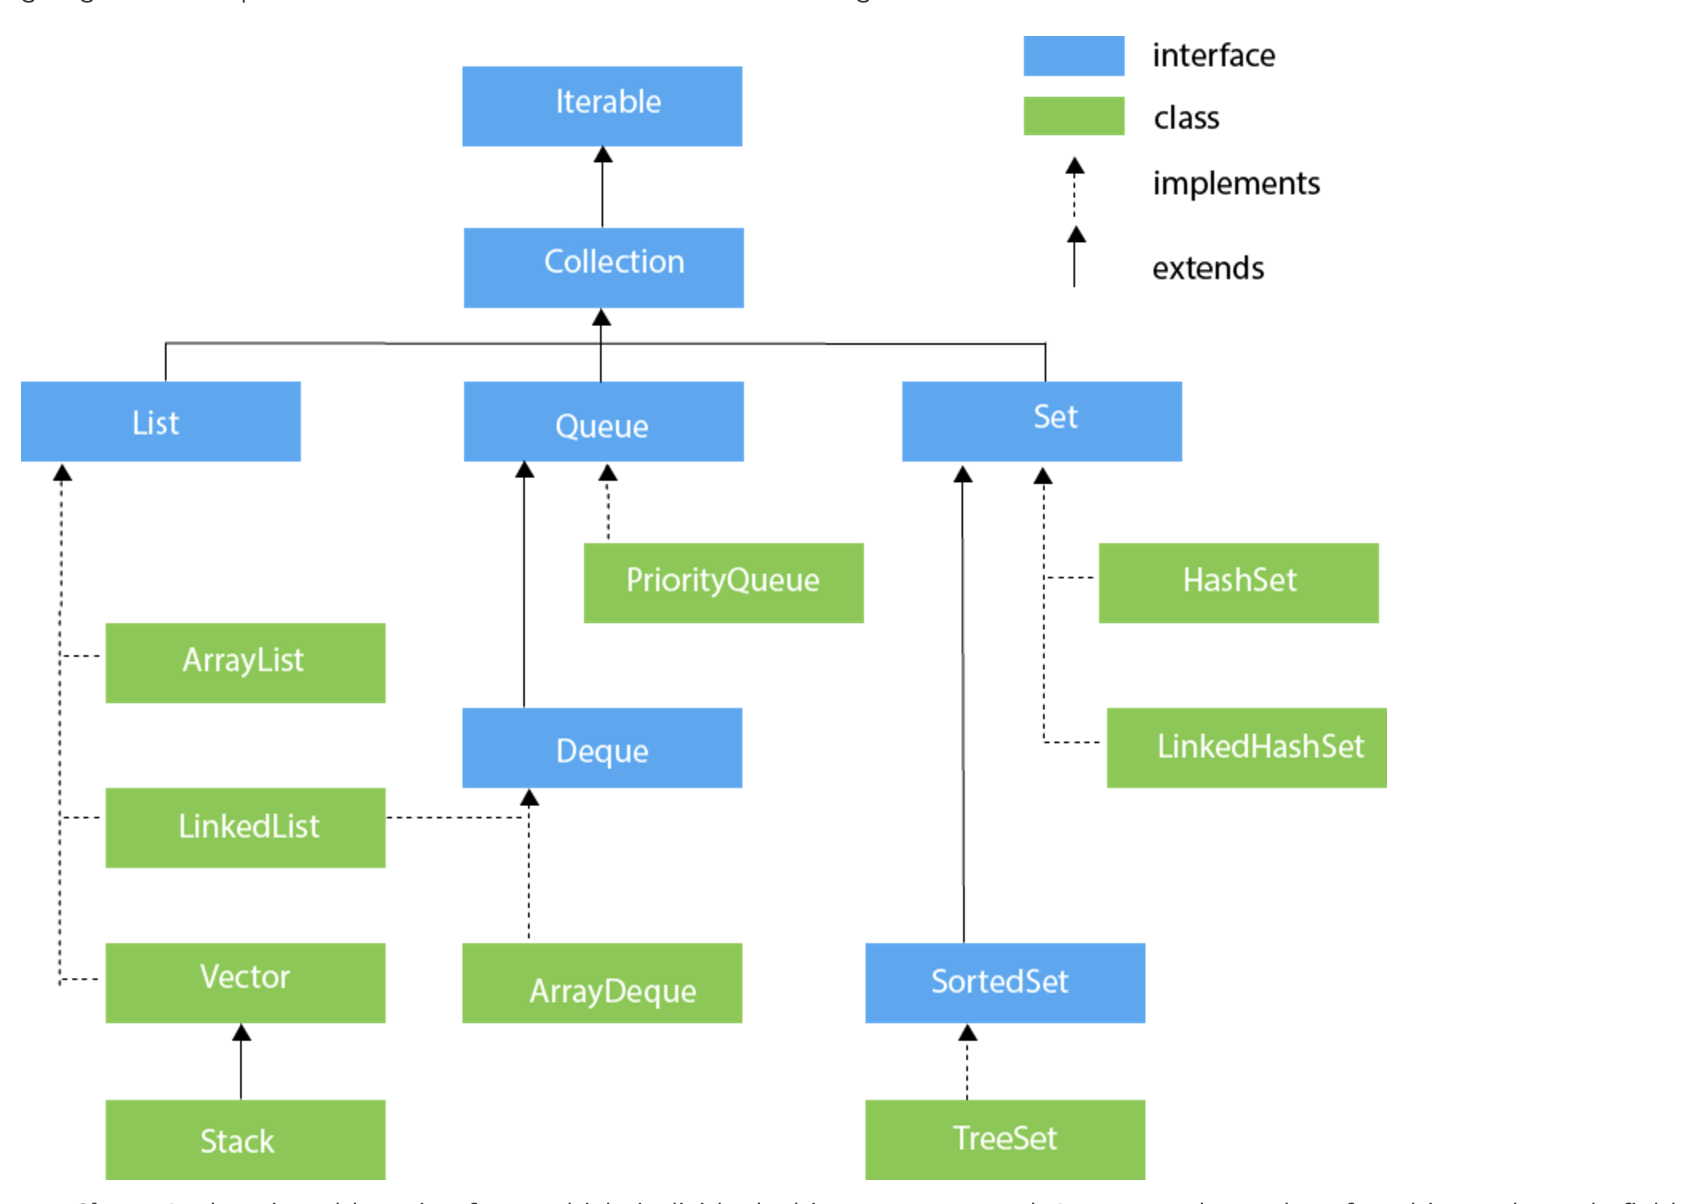 interface
Iterable
class
implements
Collection
extends
List
Queue
Set
PriorityQueue
HashSet
ArrayList
Deque
LinkedHashSet
LinkedList
Vector
ArrayDeque
SortedSet
Stack
TreeSet